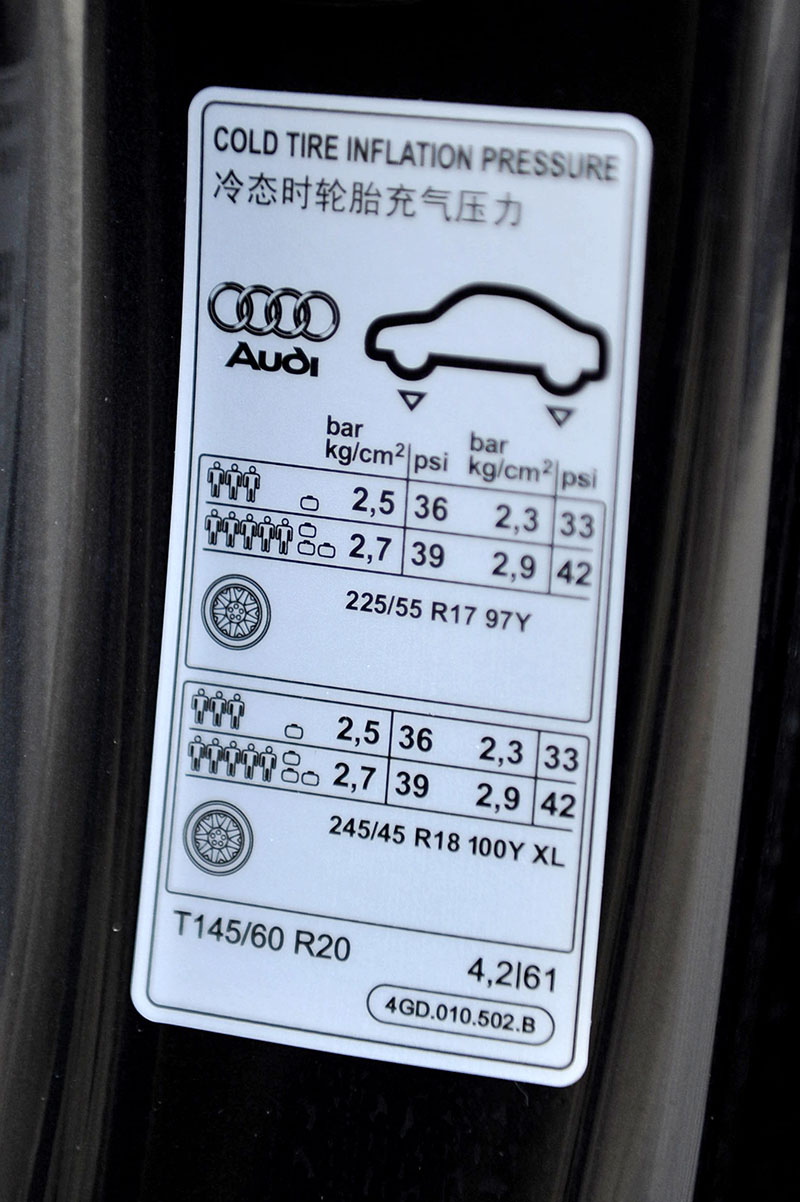 COLD TIRE INFLATION PRESSURE
冷态时轮胎充气压力
Audi
bar bar
kg/cm² psi kg/cm² psi
2,5 36 2,3 33
2,7 39 2,9 42
225/55 R17 97Y
2,5 36 2,3 33
2,7 39 2,9 42
245/45 R18 100Y XL
T145/60 R20
4,2|61
4GD.010.502.B